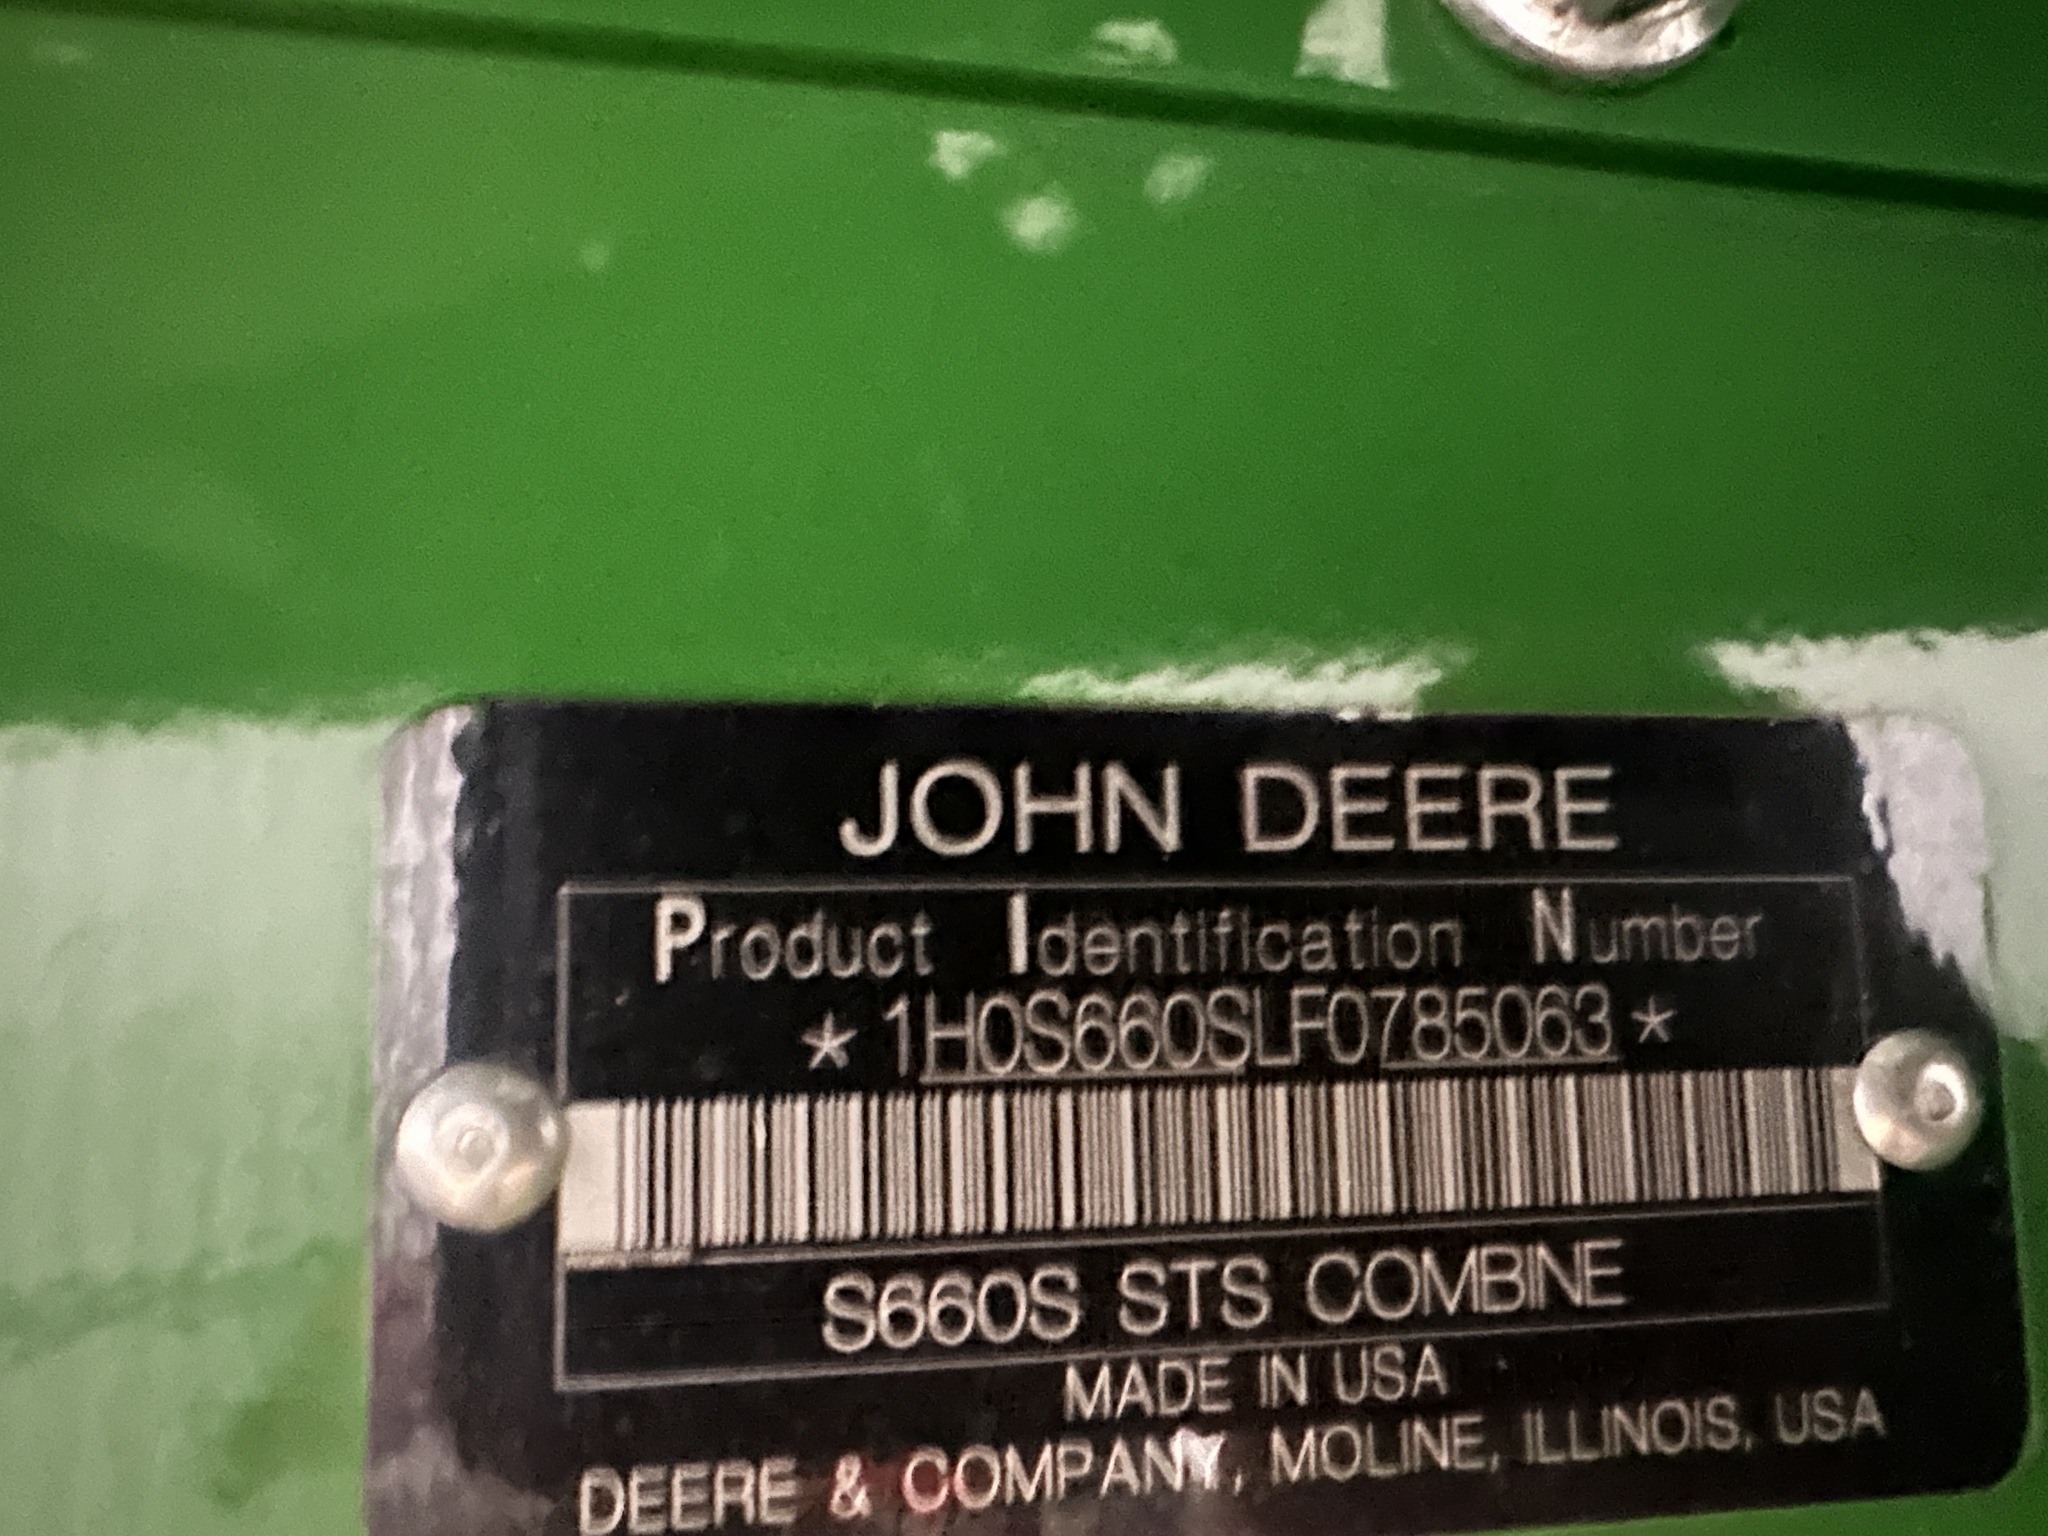 JOHN DEERE
Product Identification Number
*1H0S660SLF0785063*
S660S STS COMBINE
MADE IN USA
DEERE & COMPANY, MOLINE, ILLINOIS, USA